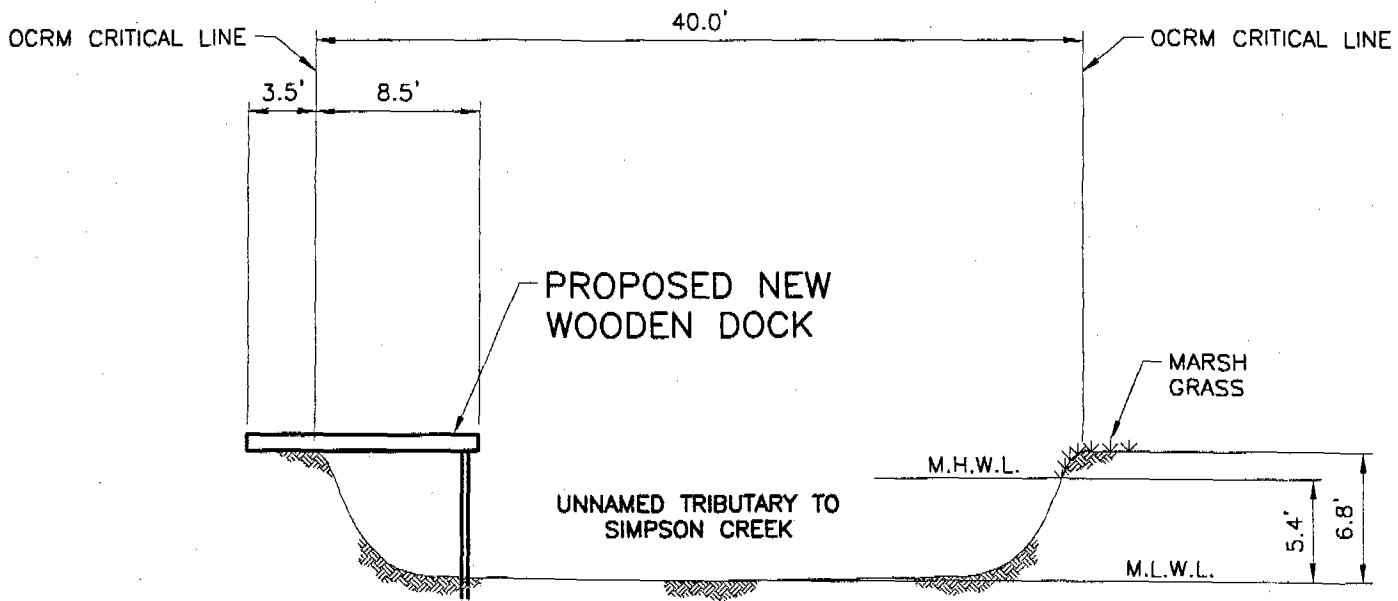 40.0'
OCRM CRITICAL LINE
OCRM CRITICAL LINE
3.5'
8.5'
PROPOSED NEW
WOODEN DOCK
MARSH
GRASS
M.H.W.L.
UNNAMED TRIBUTARY TO
SIMPSON CREEK
5.4'
6.8'
M.L.W.L.